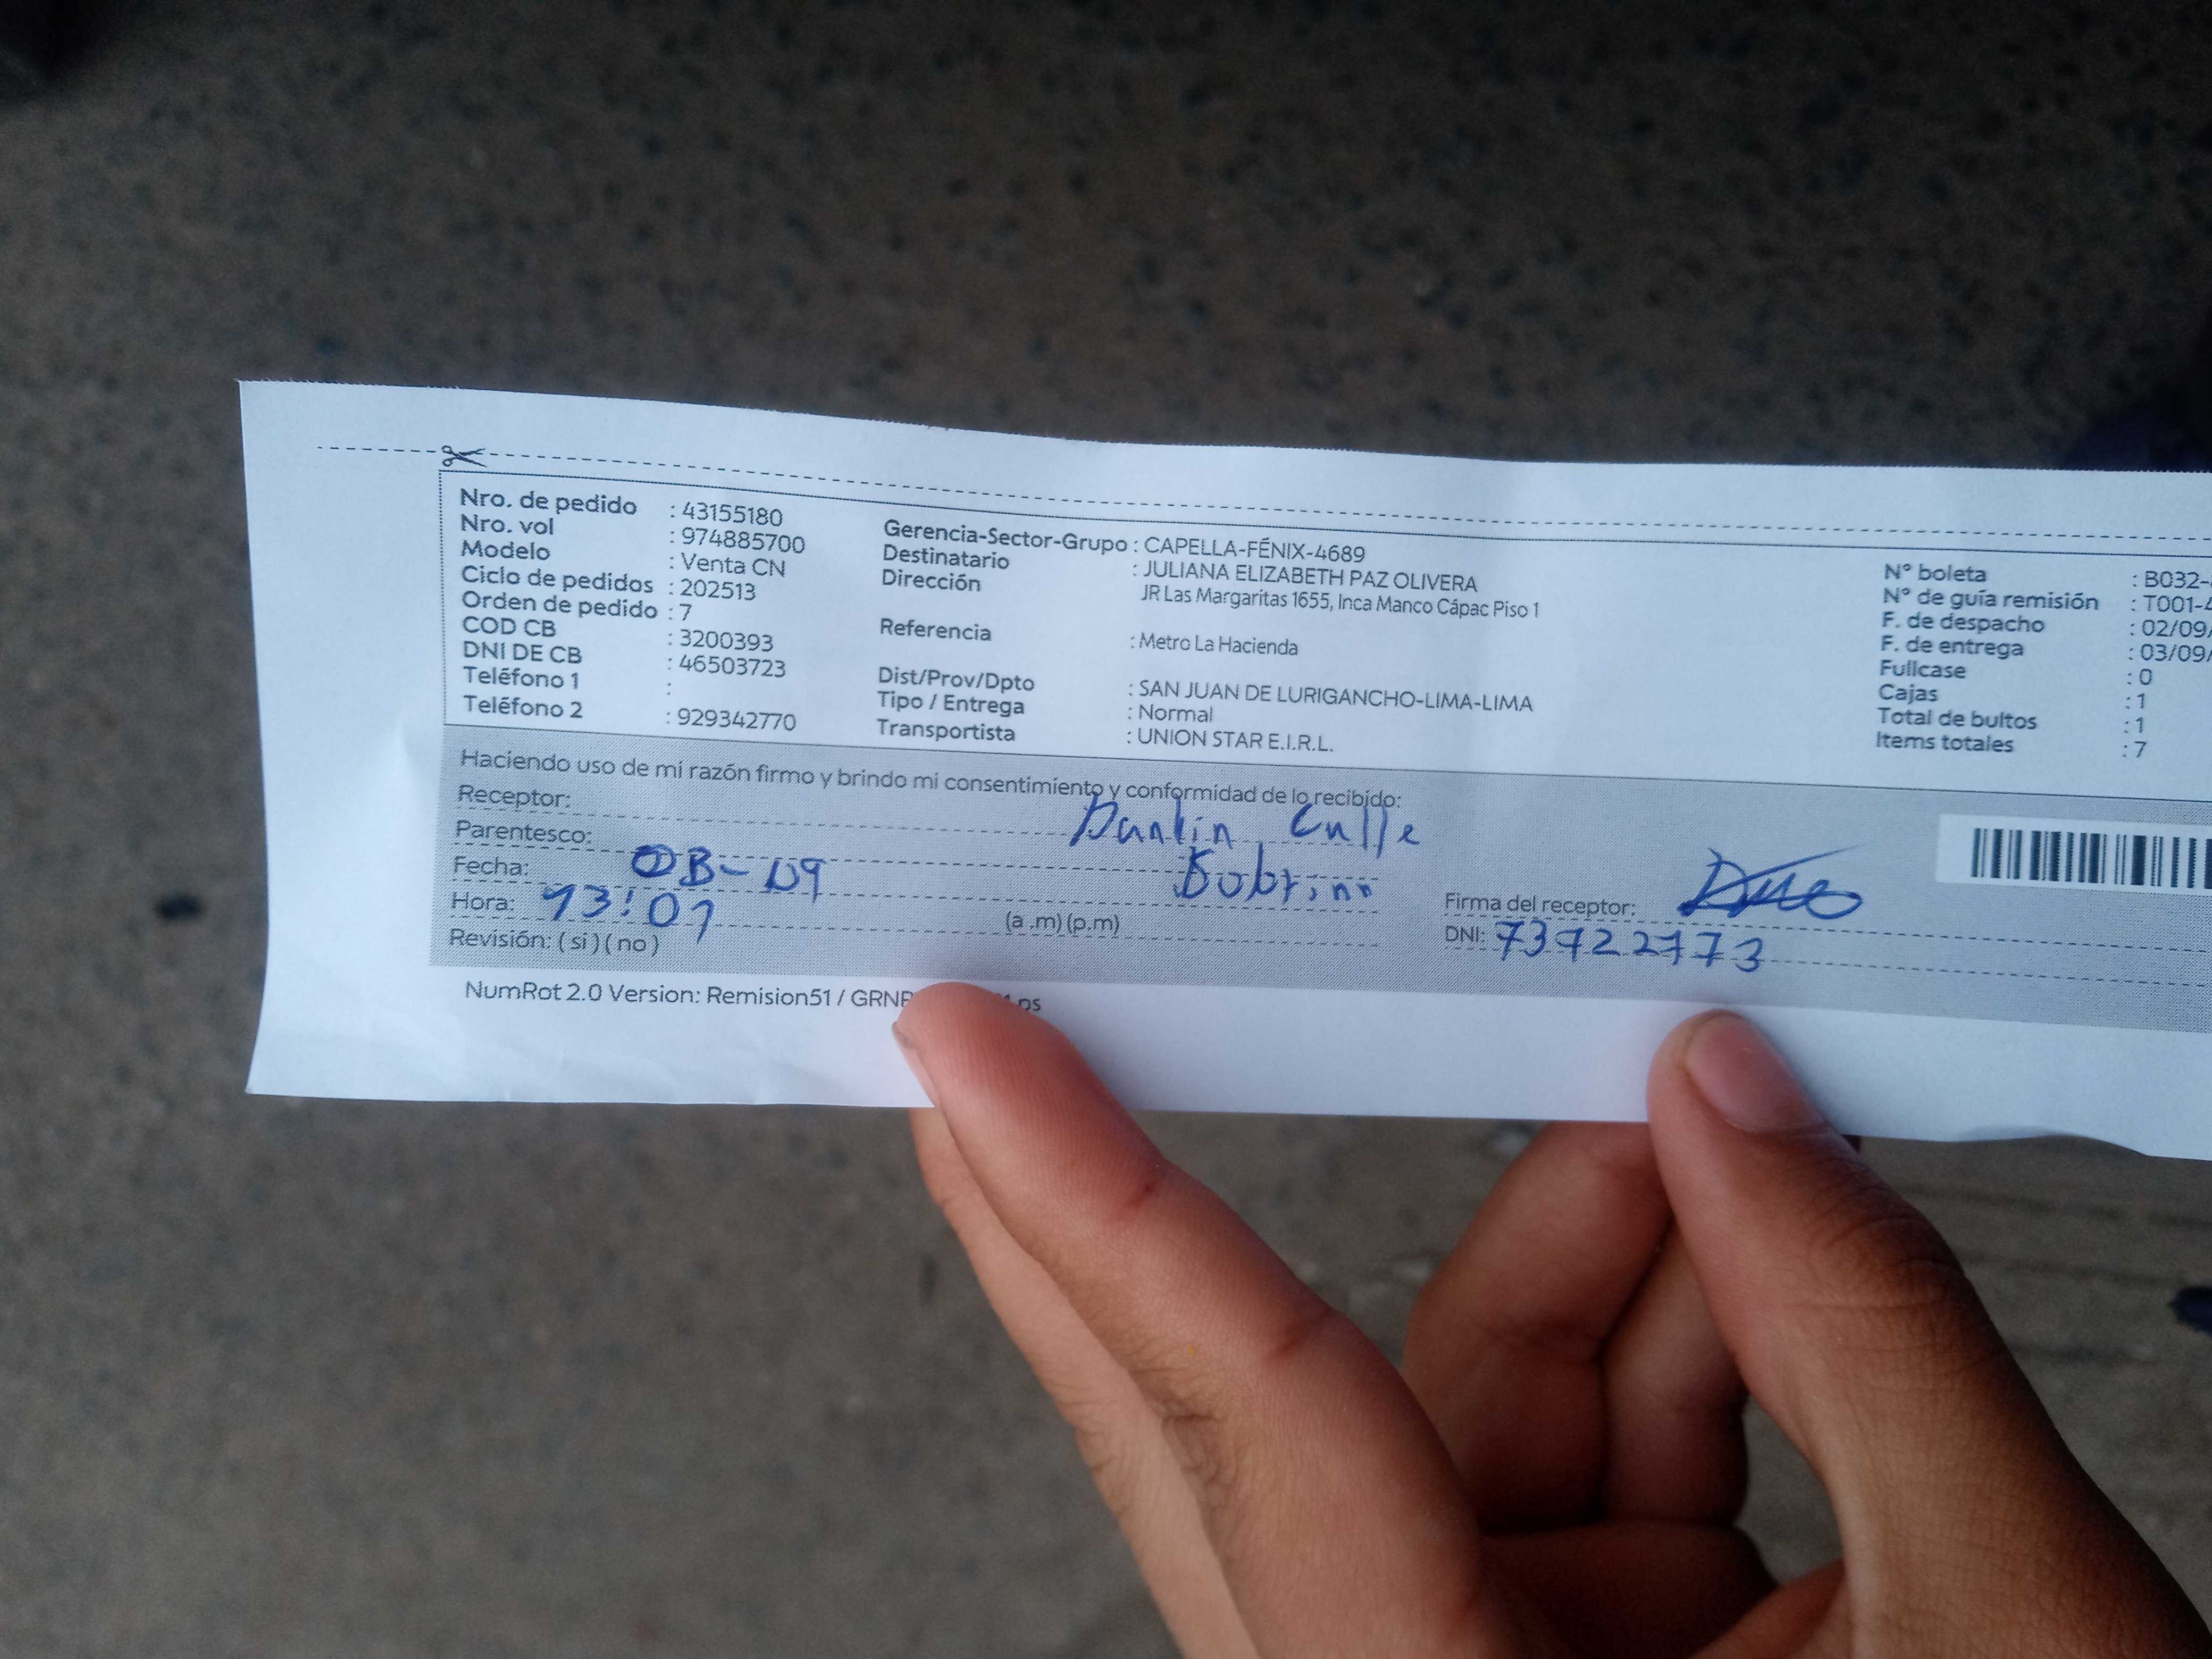 Nro. de pedido : 43155180
Nro. vol : 974885700
Modelo : Venta CN
Ciclo de pedidos : 202513
Orden de pedido : 7
COD CB : 3200393
DNI DE CB : 46503723
Teléfono 1 :
Teléfono 2 : 929342770
Gerencia-Sector-Grupo : CAPELLA-FÉNIX-4689
Destinatario : JULIANA ELIZABETH PAZ OLIVERA
Dirección JR Las Margaritas 1655, Inca Manco Cápac Piso 1
Referencia : Metro La Hacienda
Dist/Prov/Dpto : SAN JUAN DE LURIGANCHO-LIMA-LIMA
Tipo / Entrega : Normal
Transportista : UNION STAR E.I.R.L.
N° boleta : B032-
N° de guía remisión : T001-4
F. de despacho : 02/09/
F. de entrega : 03/09/
Fullcase : 0
Cajas : 1
Total de bultos : 1
Items totales : 7
Haciendo uso de mi razón firmo y brindo mi consentimiento y conformidad de lo recibido:
Receptor: Calle
Parentesco: Sobrino
Fecha:
Hora: 13:01 (a .m) (p.m)
Revisión: ( si ) ( no )
Firma del receptor:
DNI: 73722773
NumRot 2.0 Version: Remision51 / GRNP